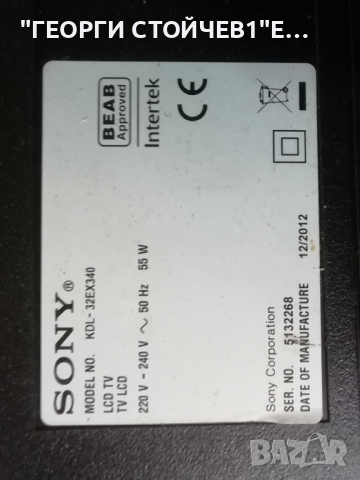 "ГЕОРГИ СТОЙЧЕВ1"Е...
SONY®
MODEL NO. KDL-32EX340
LCD TV
TV LCD
220 V - 240 V ~ 50 Hz 55 W
BEAB
Approved
Intertek
CE
Sony Corporation
SER. NO. 5132268
DATE OF MANUFACTURE 12/2012
BAZAR